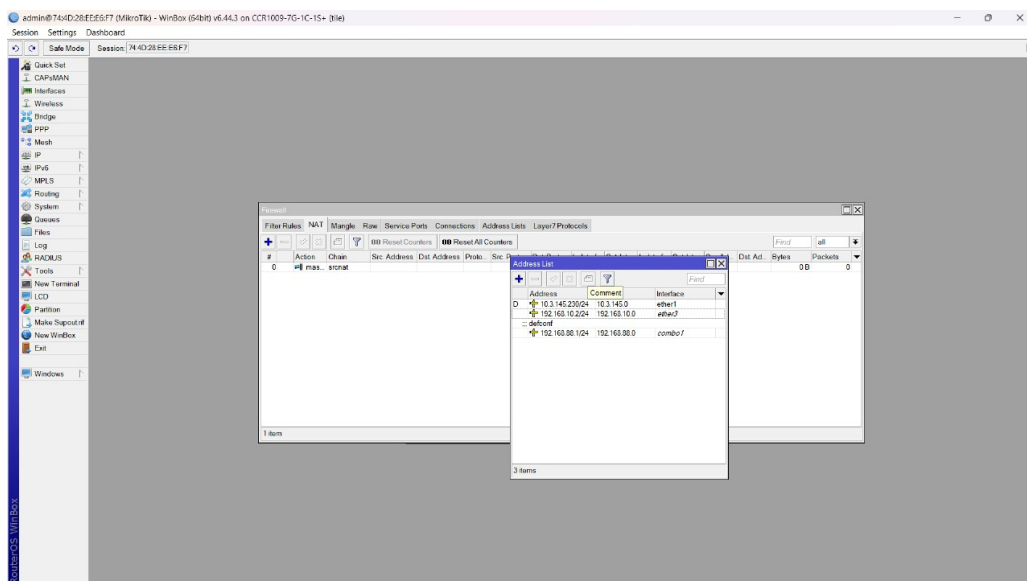 admin@74:4D:28:EE:E6:F7 (MikroTik) - WinBox (64bit) v6.44.3 on CCR1009-7G-1C-1S+ (tile)
Session Settings Dashboard
Safe Mode Session: 74:4D:28:EE:E6:F7
Quick Set
CAPsMAN
Interfaces
Wireless
Bridge
PPP
Mesh
IP
IPv6
MPLS
Routing
System
Queues
Files
Log
RADIUS
Tools
New Terminal
LCD
Partition
Make Supout.rif
New WinBox
Exit
Windows
RouterOS WinBox
Firewall
Filter Rules NAT Mangle Raw Service Ports Connections Address Lists Layer7 Protocols
00 Reset Counters 00 Reset All Counters Find all
# Action Chain Src. Address Dst. Address Proto... Src. Dst. Ad... Bytes Packets
0 mas... srcnat 0 B 0
1 item
Address List
Find
Address Comment Interface
D 10.3.145.230/24 10.3.145.0 ether1
192.168.10.2/24 192.168.10.0 ether3
::: defconf
192.168.88.1/24 192.168.88.0 combo1
3 items